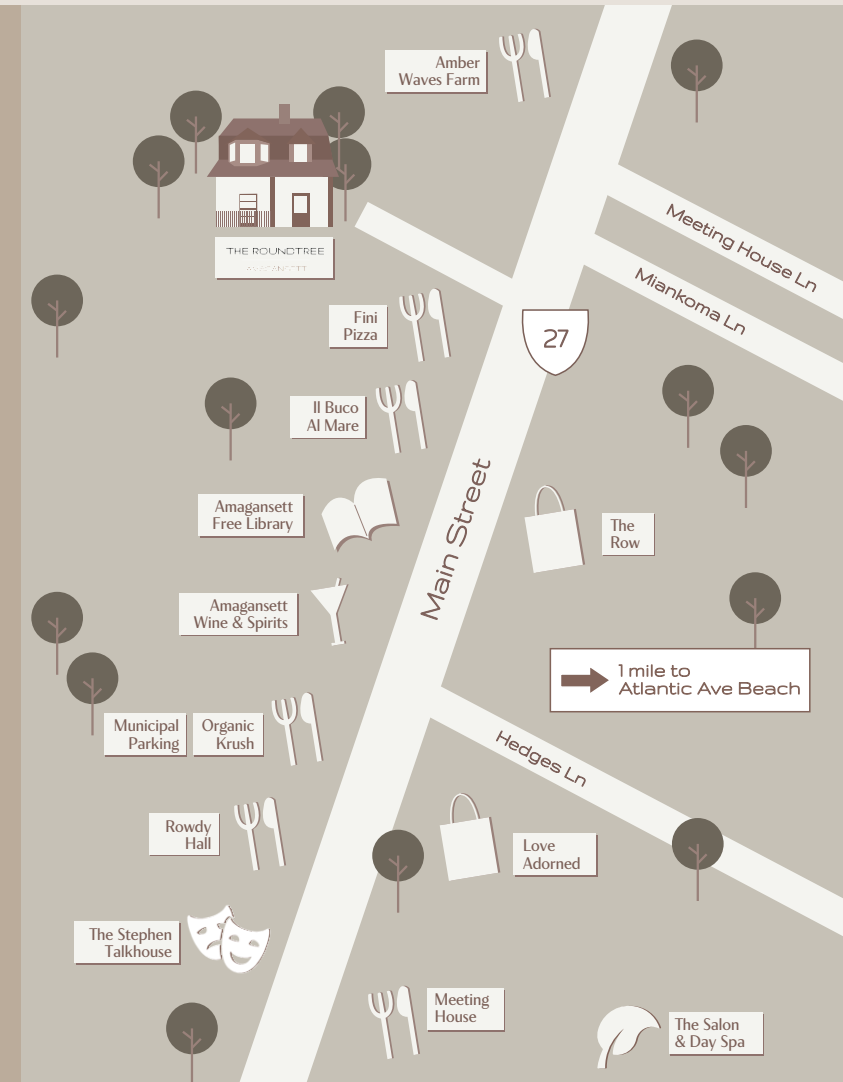 Amber
Waves Farm
THE ROUNDTREE
AMAGANSETT
Meeting House Ln
Miankoma Ln
Fini
Pizza
27
Il Buco
Al Mare
Main Street
Amagansett
Free Library
The
Row
Amagansett
Wine & Spirits
1 mile to
Atlantic Ave Beach
Municipal
Parking
Organic
Krush
Hedges Ln
Rowdy
Hall
Love
Adorned
The Stephen
Talkhouse
Meeting
House
The Salon
& Day Spa